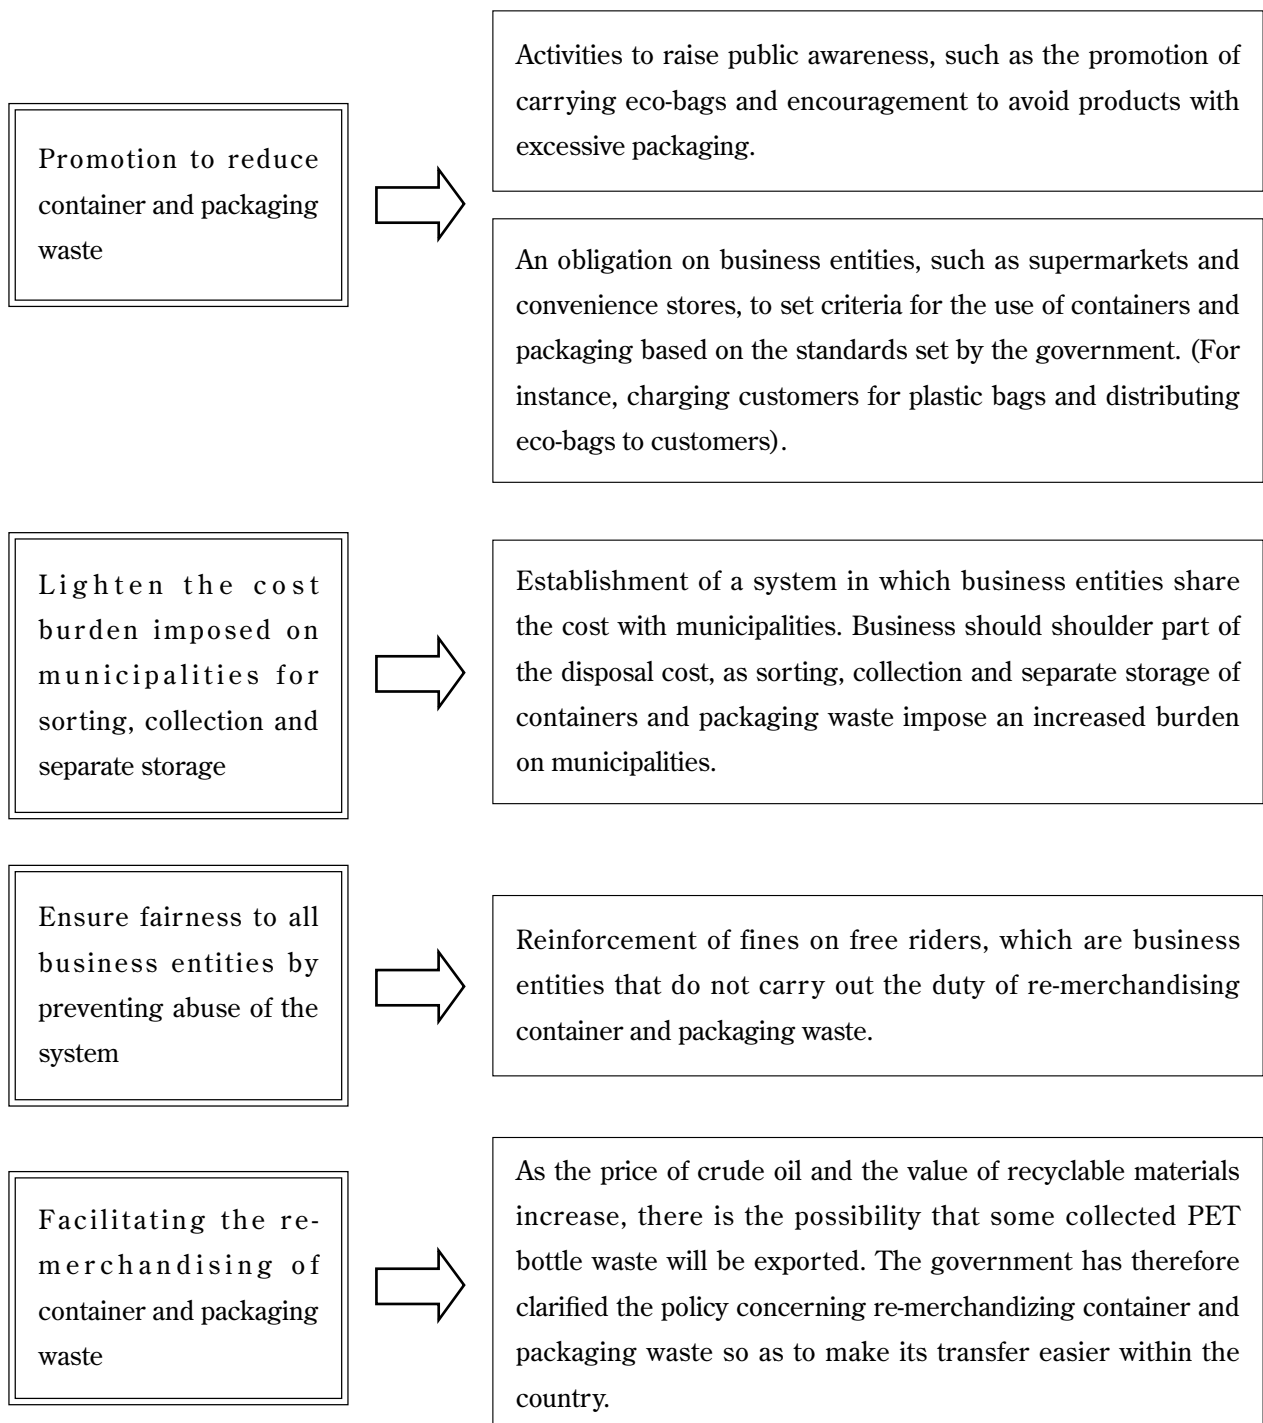 Promotion to reduce
container and packaging
waste
Activities to raise public awareness, such as the promotion of
carrying eco-bags and encouragement to avoid products with
excessive packaging.
An obligation on business entities, such as supermarkets and
convenience stores, to set criteria for the use of containers and
packaging based on the standards set by the government. (For
instance, charging customers for plastic bags and distributing
eco-bags to customers).
Lighten the cost
burden imposed on
municipalities for
sorting, collection and
separate storage
Establishment of a system in which business entities share
the cost with municipalities. Business should shoulder part of
the disposal cost, as sorting, collection and separate storage of
containers and packaging waste impose an increased burden
on municipalities.
Ensure fairness to all
business entities by
preventing abuse of the
system
Reinforcement of fines on free riders, which are business
entities that do not carry out the duty of re-merchandising
container and packaging waste.
Facilitating the re-
merchandising of
container and packaging
waste
As the price of crude oil and the value of recyclable materials
increase, there is the possibility that some collected PET
bottle waste will be exported. The government has therefore
clarified the policy concerning re-merchandizing container and
packaging waste so as to make its transfer easier within the
country.